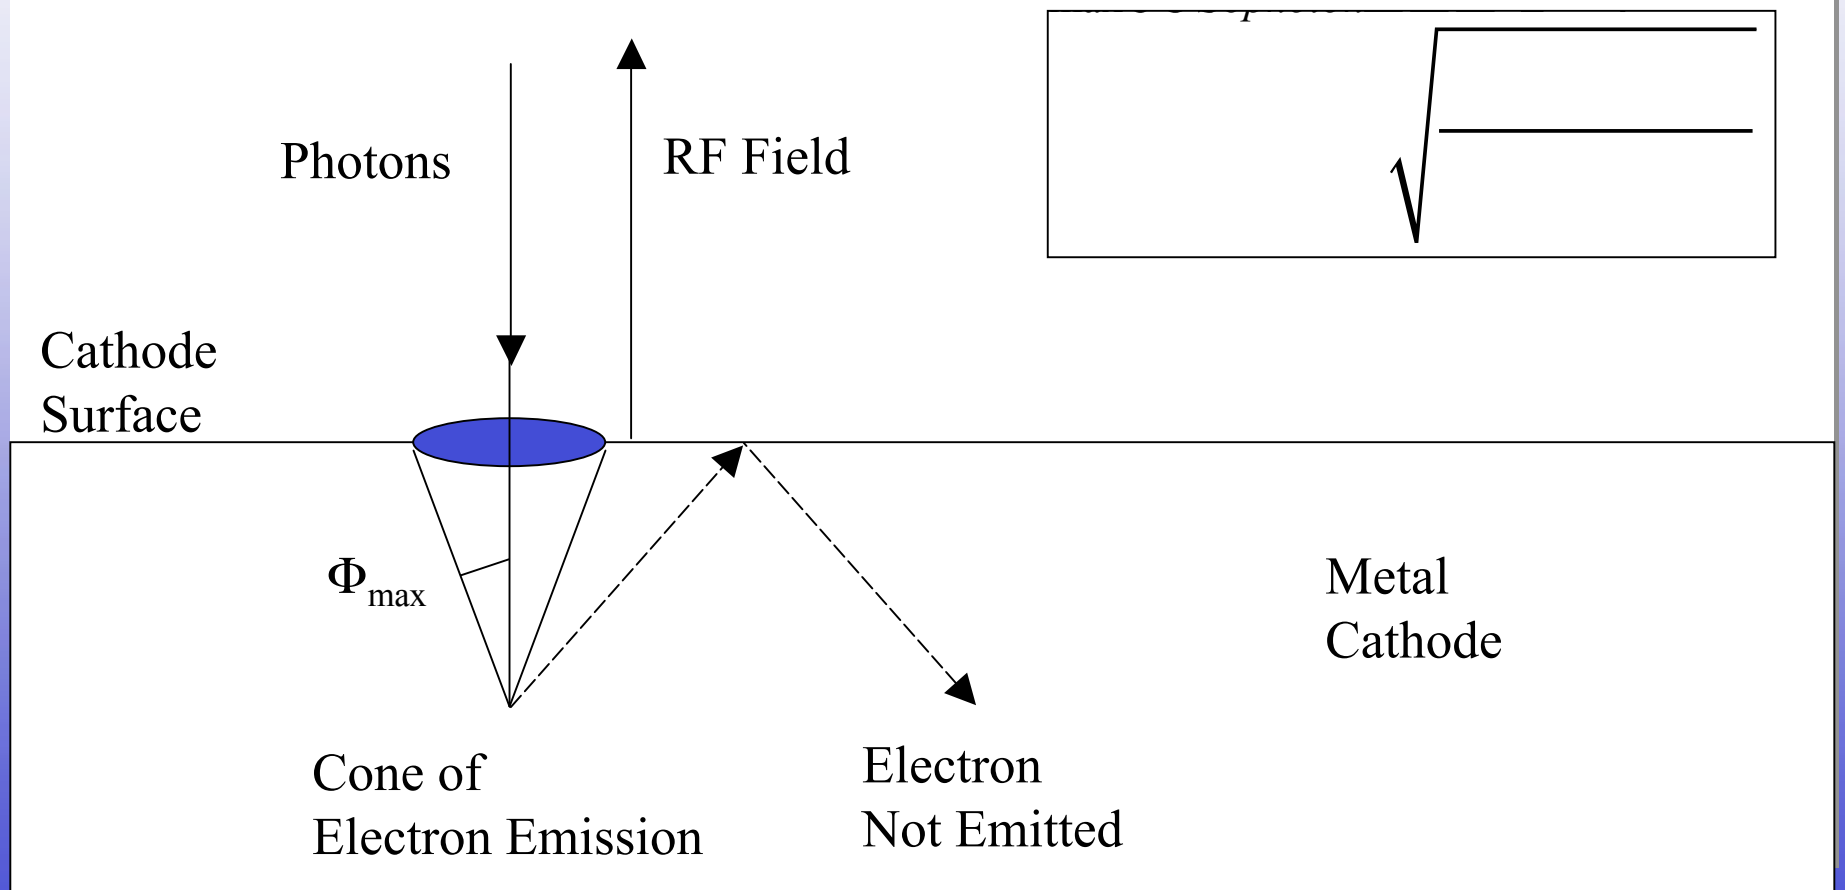 Photons
RF Field
Cathode
Surface
Φmax
Metal
Cathode
Cone of
Electron Emission
Electron
Not Emitted